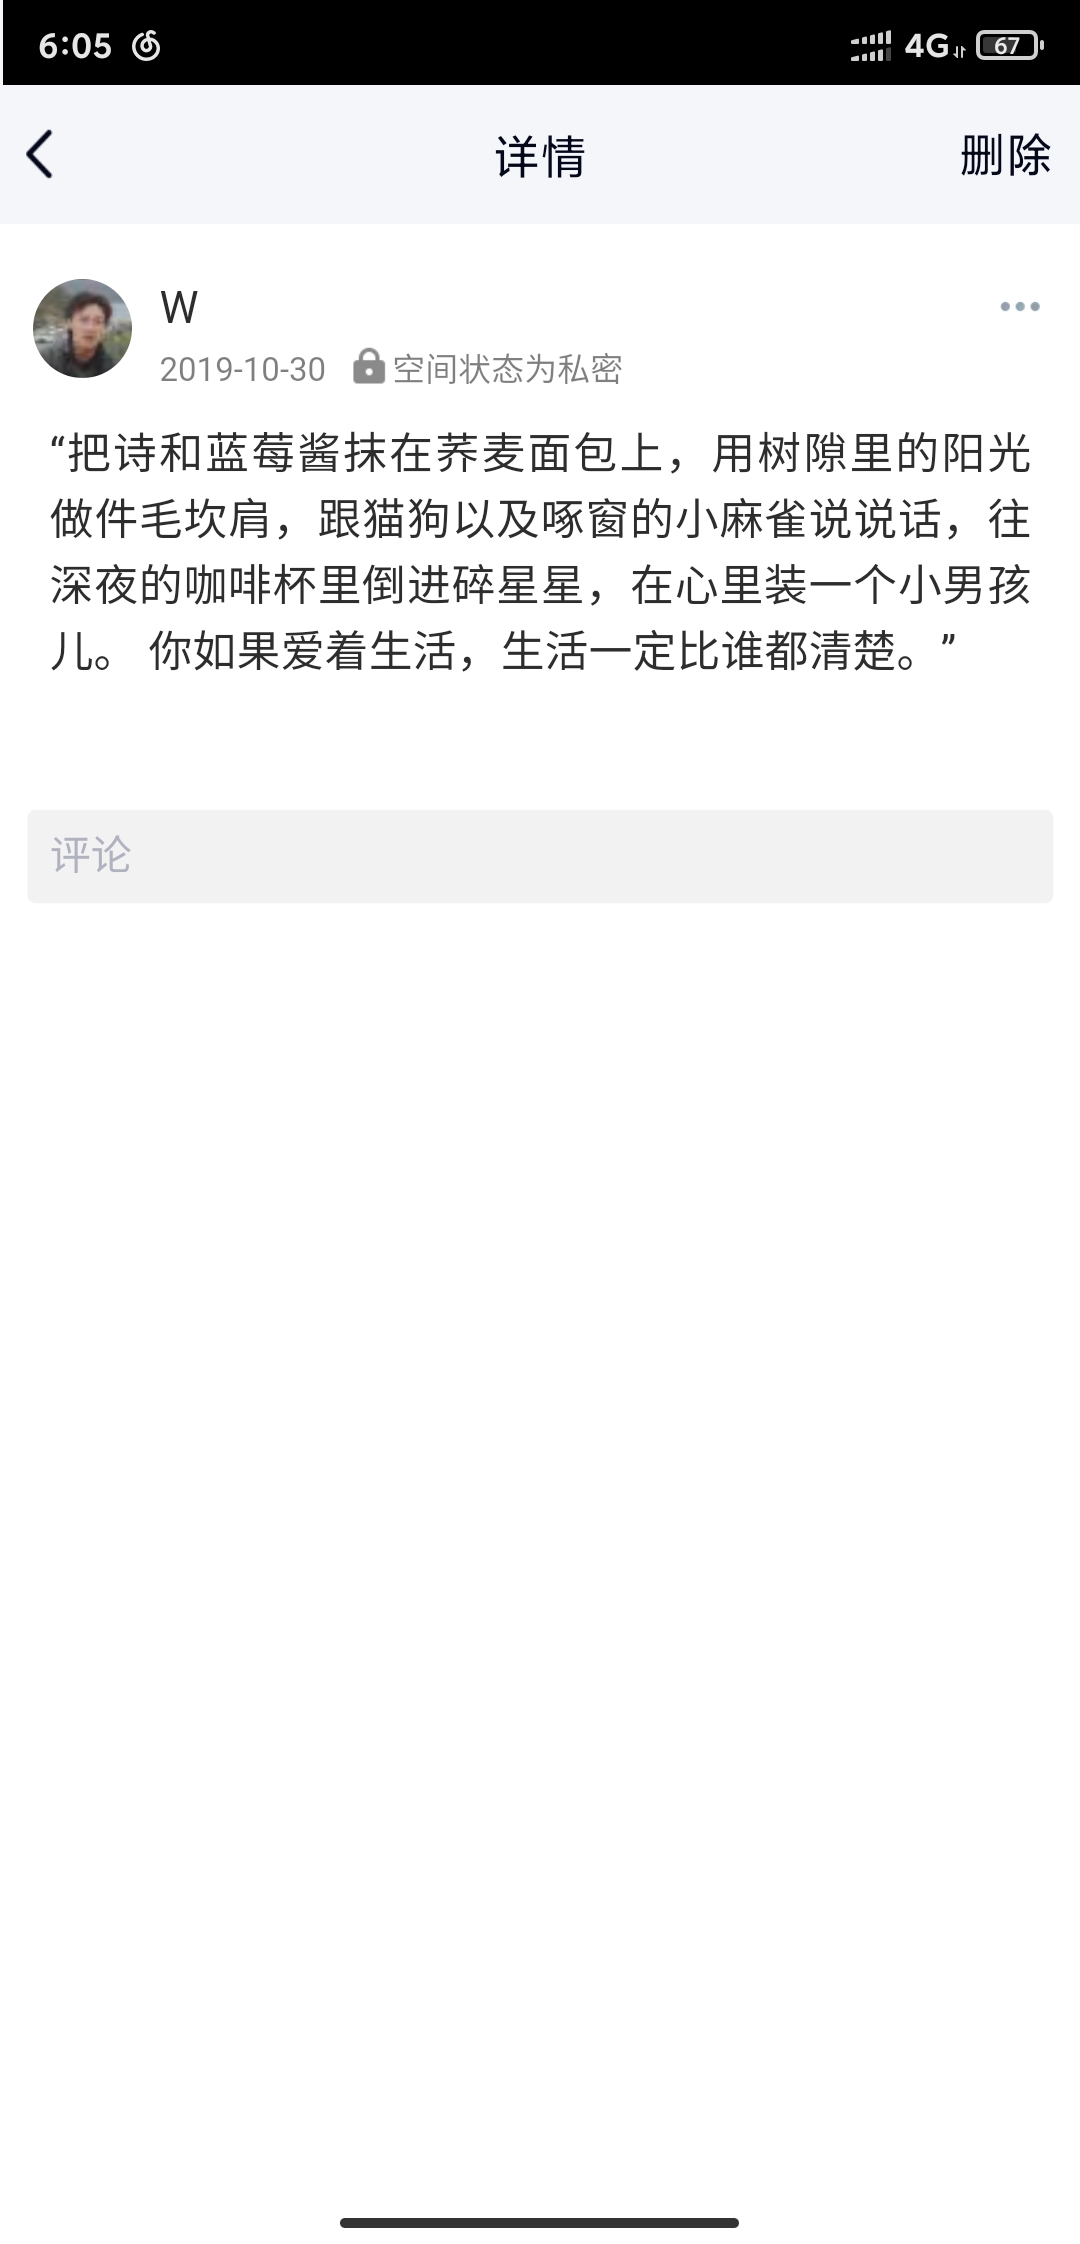 6:05 4G 67
详情 删除
W
2019-10-30 空间状态为私密
“把诗和蓝莓酱抹在荞麦面包上，用树隙里的阳光
做件毛坎肩，跟猫狗以及啄窗的小麻雀说说话，往
深夜的咖啡杯里倒进碎星星，在心里装一个小男孩
儿。 你如果爱着生活，生活一定比谁都清楚。”
评论